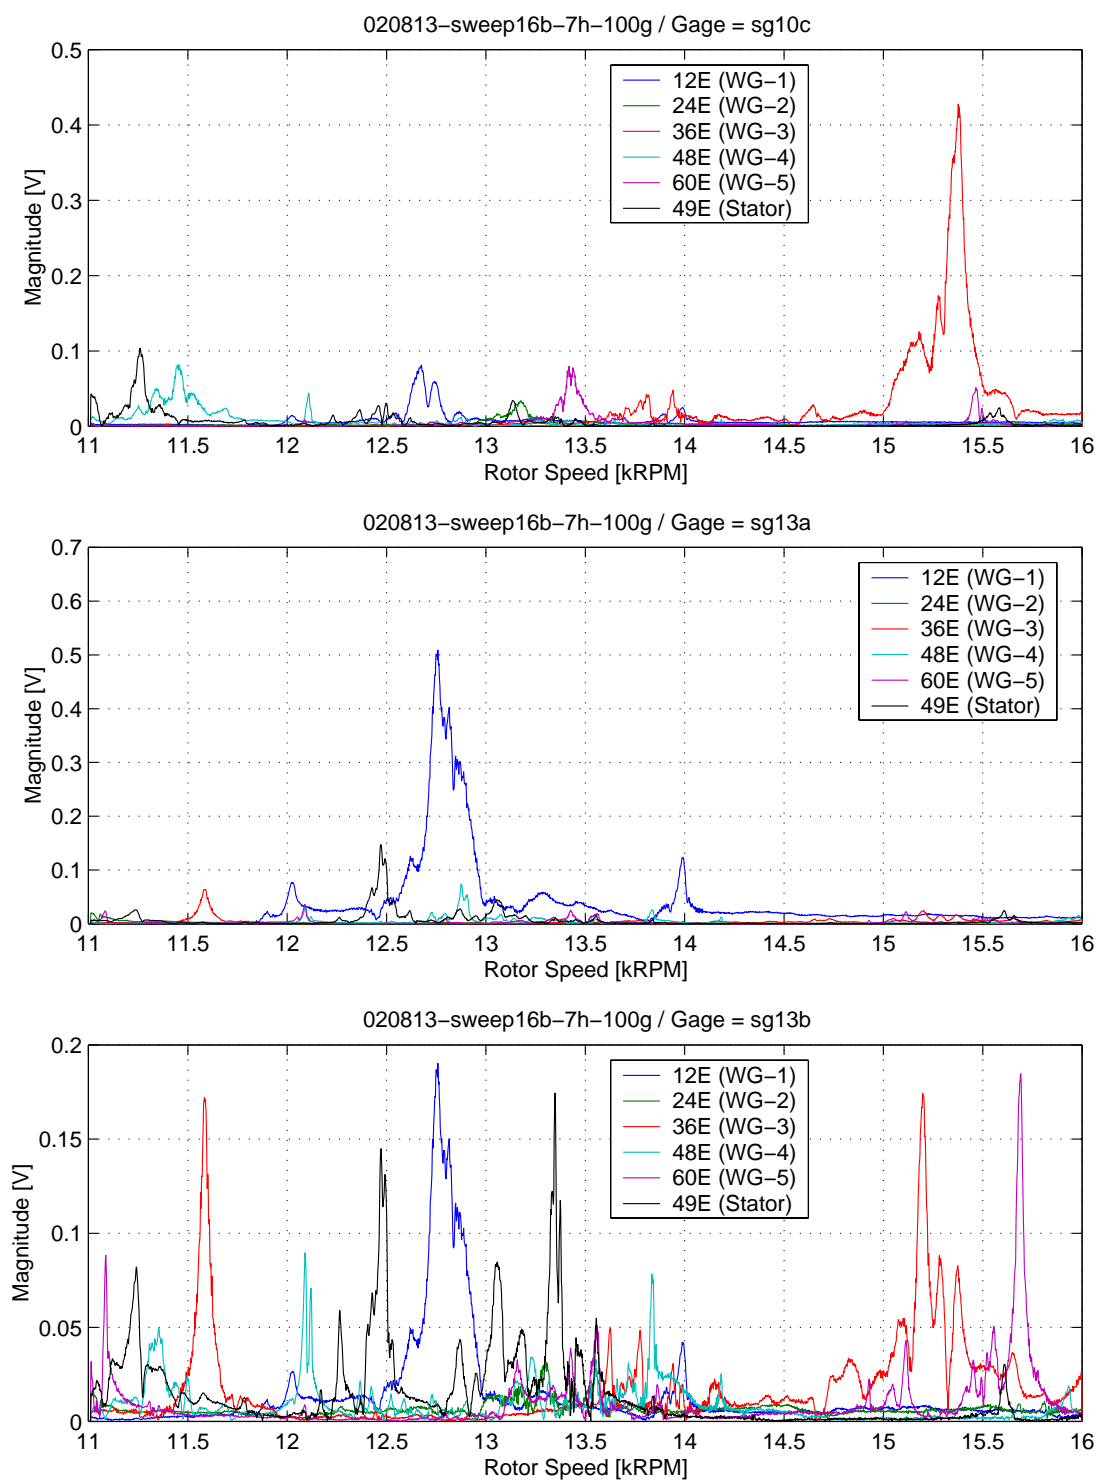 020813−sweep16b−7h−100g / Gage = sg10c
0.5
0.4
0.3
0.2
0.1
0
Magnitude [V]
12E (WG−1)
24E (WG−2)
36E (WG−3)
48E (WG−4)
60E (WG−5)
49E (Stator)
11 11.5 12 12.5 13 13.5 14 14.5 15 15.5 16
Rotor Speed [kRPM]
020813−sweep16b−7h−100g / Gage = sg13a
0.7
0.6
0.5
0.4
0.3
0.2
0.1
0
Magnitude [V]
12E (WG−1)
24E (WG−2)
36E (WG−3)
48E (WG−4)
60E (WG−5)
49E (Stator)
11 11.5 12 12.5 13 13.5 14 14.5 15 15.5 16
Rotor Speed [kRPM]
020813−sweep16b−7h−100g / Gage = sg13b
0.2
0.15
0.1
0.05
0
Magnitude [V]
12E (WG−1)
24E (WG−2)
36E (WG−3)
48E (WG−4)
60E (WG−5)
49E (Stator)
11 11.5 12 12.5 13 13.5 14 14.5 15 15.5 16
Rotor Speed [kRPM]